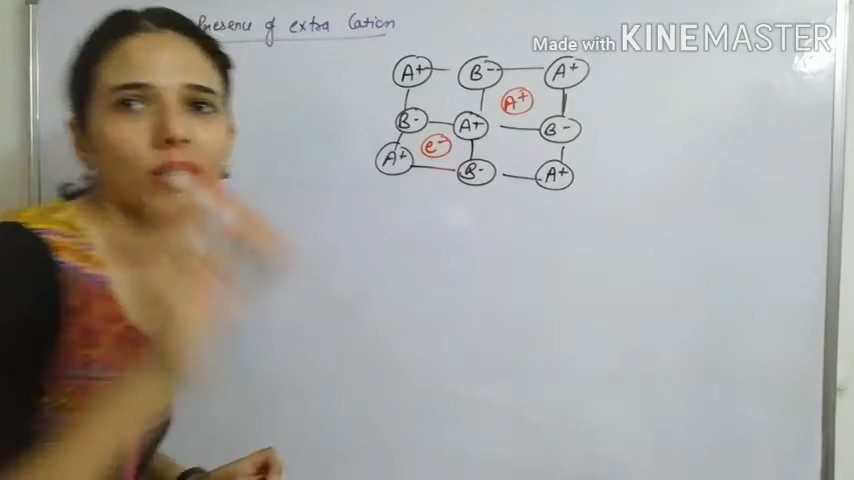 Presence of extra Cation
Made with KINEMASTER
A+ B- A+
A+
B- A+ B-
e-
A+ B- A+